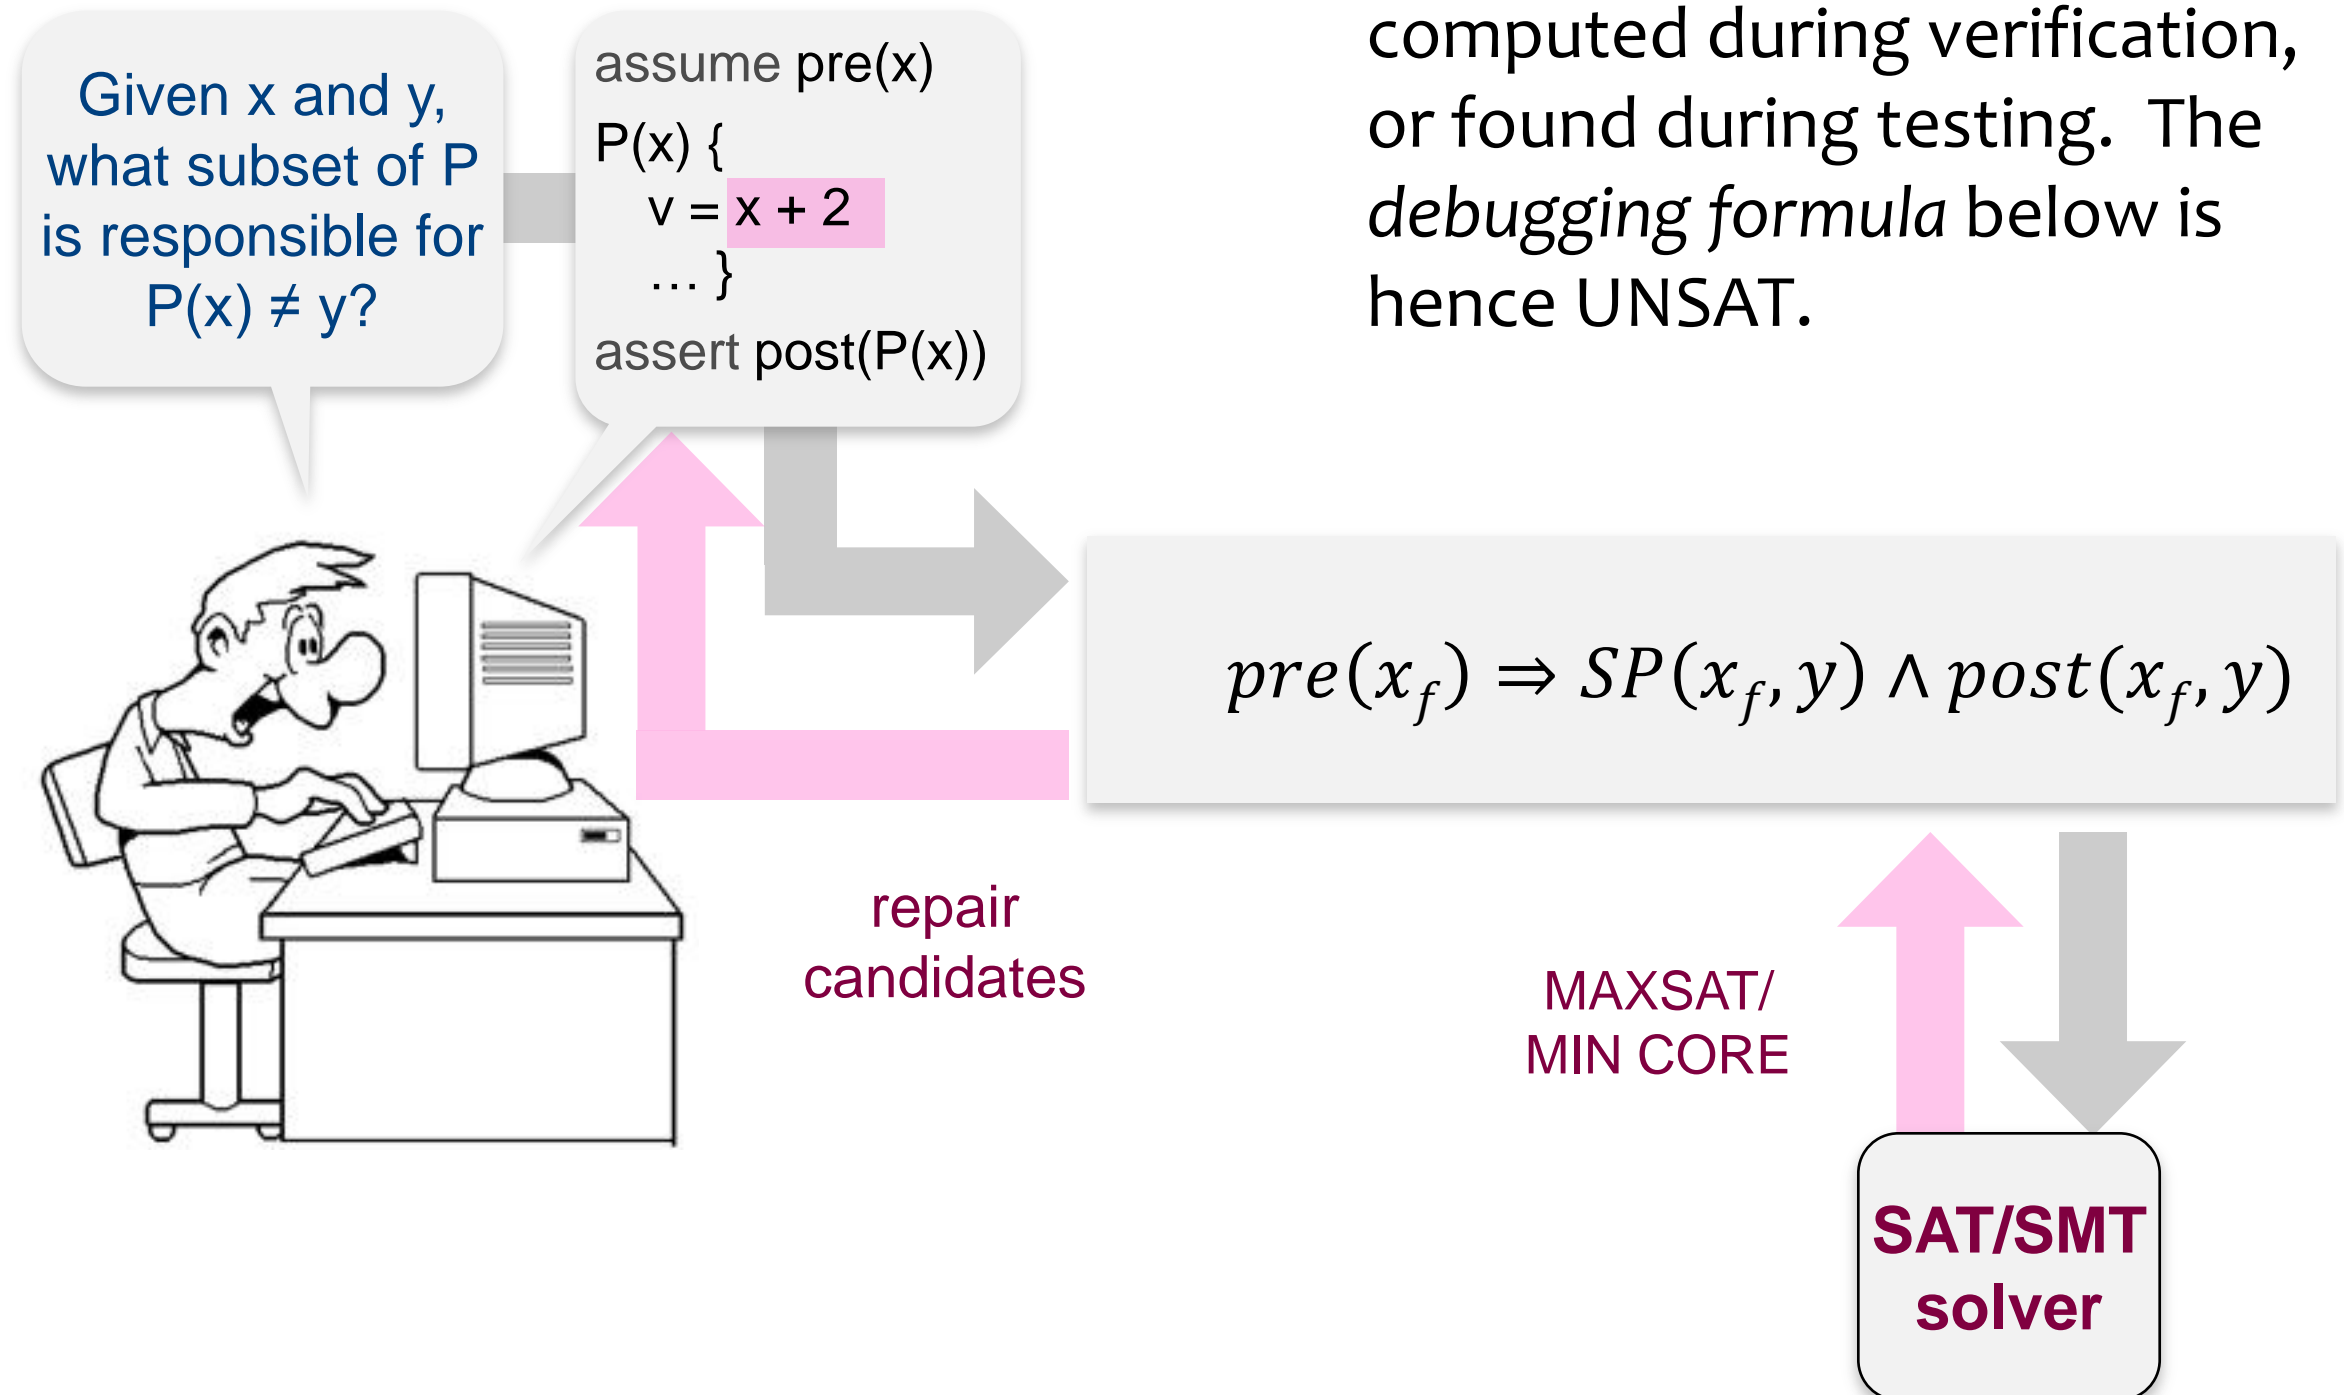 Given x and y,
what subset of P
is responsible for
P(x) ≠ y?
assume pre(x)
P(x) {
v = x + 2
… }
assert post(P(x))
computed during verification,
or found during testing.  The
debugging formula below is
hence UNSAT.
pre(x_f) ⇒ SP(x_f, y) ∧ post(x_f, y)
repair
candidates
MAXSAT/
MIN CORE
SAT/SMT
solver